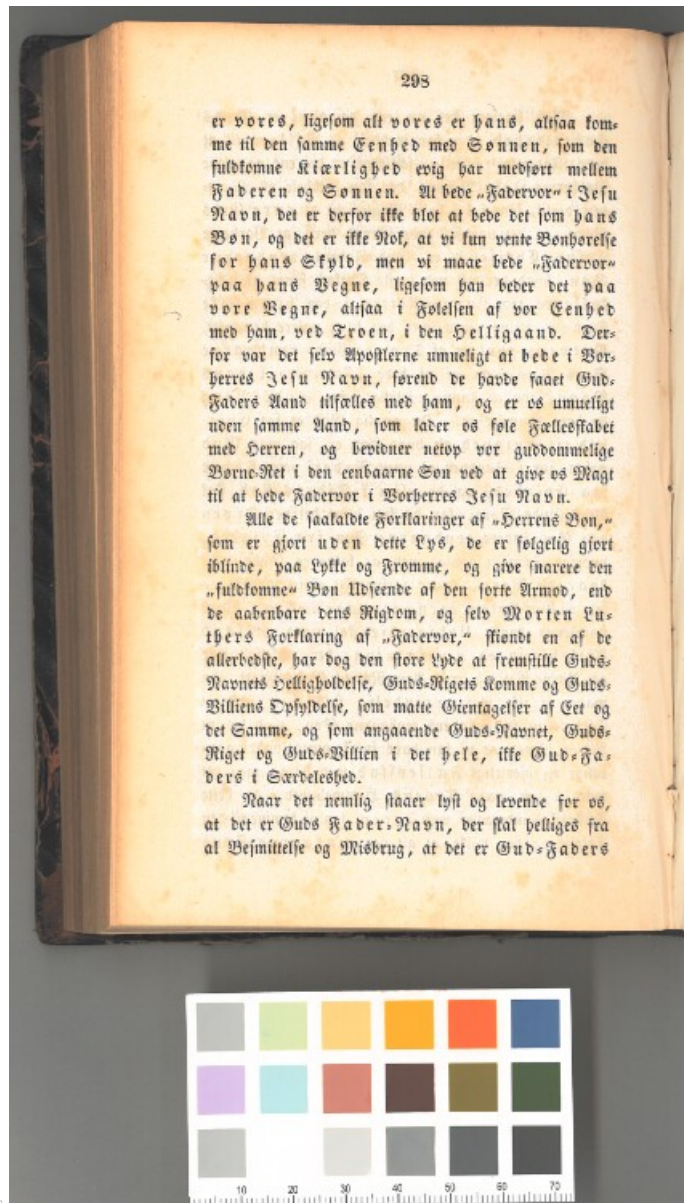 298
er vores, ligesom alt vores er hans, altsaa kom-
me til den samme Eenhed med Sønnen, som den
fuldkomne Kiærlighed evig har medført mellem
Faderen og Sønnen. At bede „Fadervor“ i Jesu
Navn, det er derfor ikke blot at bede det som hans
Bøn, og det er ikke Nok, at vi kun vente Bønhørelse
for hans Skyld, men vi maae bede „Fadervor“
paa hans Vegne, ligesom han beder det paa
vore Vegne, altsaa i Følelsen af vor Eenhed
med ham, ved Troen, i den Helligaand. Der-
for var det selv Apostlerne umueligt at bede i Vor-
herres Jesu Navn, førend de havde faaet Gud-
Faders Aand tilfælles med ham, og er os umueligt
uden samme Aand, som lader os føle Fællesskabet
med Herren, og bevidner netop vor guddommelige
Børne-Ret i den eenbaarne Søn ved at give os Magt
til at bede Fadervor i Vorherres Jesu Navn.
Alle de saakaldte Forklaringer af „Herrens Bøn,“
som er gjort uden dette Lys, de er følgelig gjort
iblinde, paa Lykke og Fromme, og give snarere den
„fuldkomne“ Bøn Udseende af den sorte Armod, end
de aabenbare dens Rigdom, og selv Morten Lu-
thers Forklaring af „Fadervor,“ skiøndt en af de
allerbedste, har dog den store Lyde at fremstille Guds-
Navnets Helligholdelse, Guds-Rigets Komme og Guds-
Villiens Opfyldelse, som matte Gientagelser af Eet og
det Samme, og som angaaende Guds-Navnet, Guds-
Riget og Guds-Villien i det hele, ikke Gud-Fa-
ders i Særdeleshed.
Naar det nemlig staaer lyst og levende for os,
at det er Guds Fader-Navn, der skal helliges fra
al Besmittelse og Misbrug, at det er Gud-Faders
10 20 30 40 50 60 70